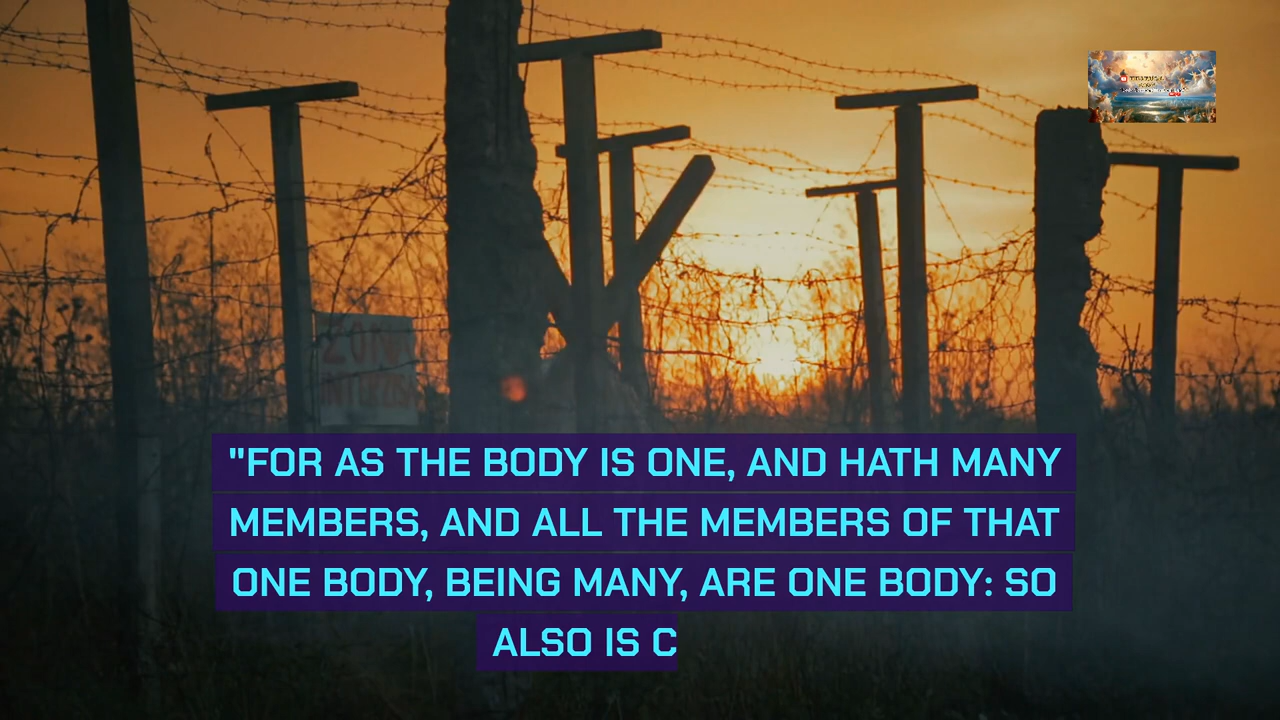 "FOR AS THE BODY IS ONE, AND HATH MANY
MEMBERS, AND ALL THE MEMBERS OF THAT
ONE BODY, BEING MANY, ARE ONE BODY: SO
ALSO IS C